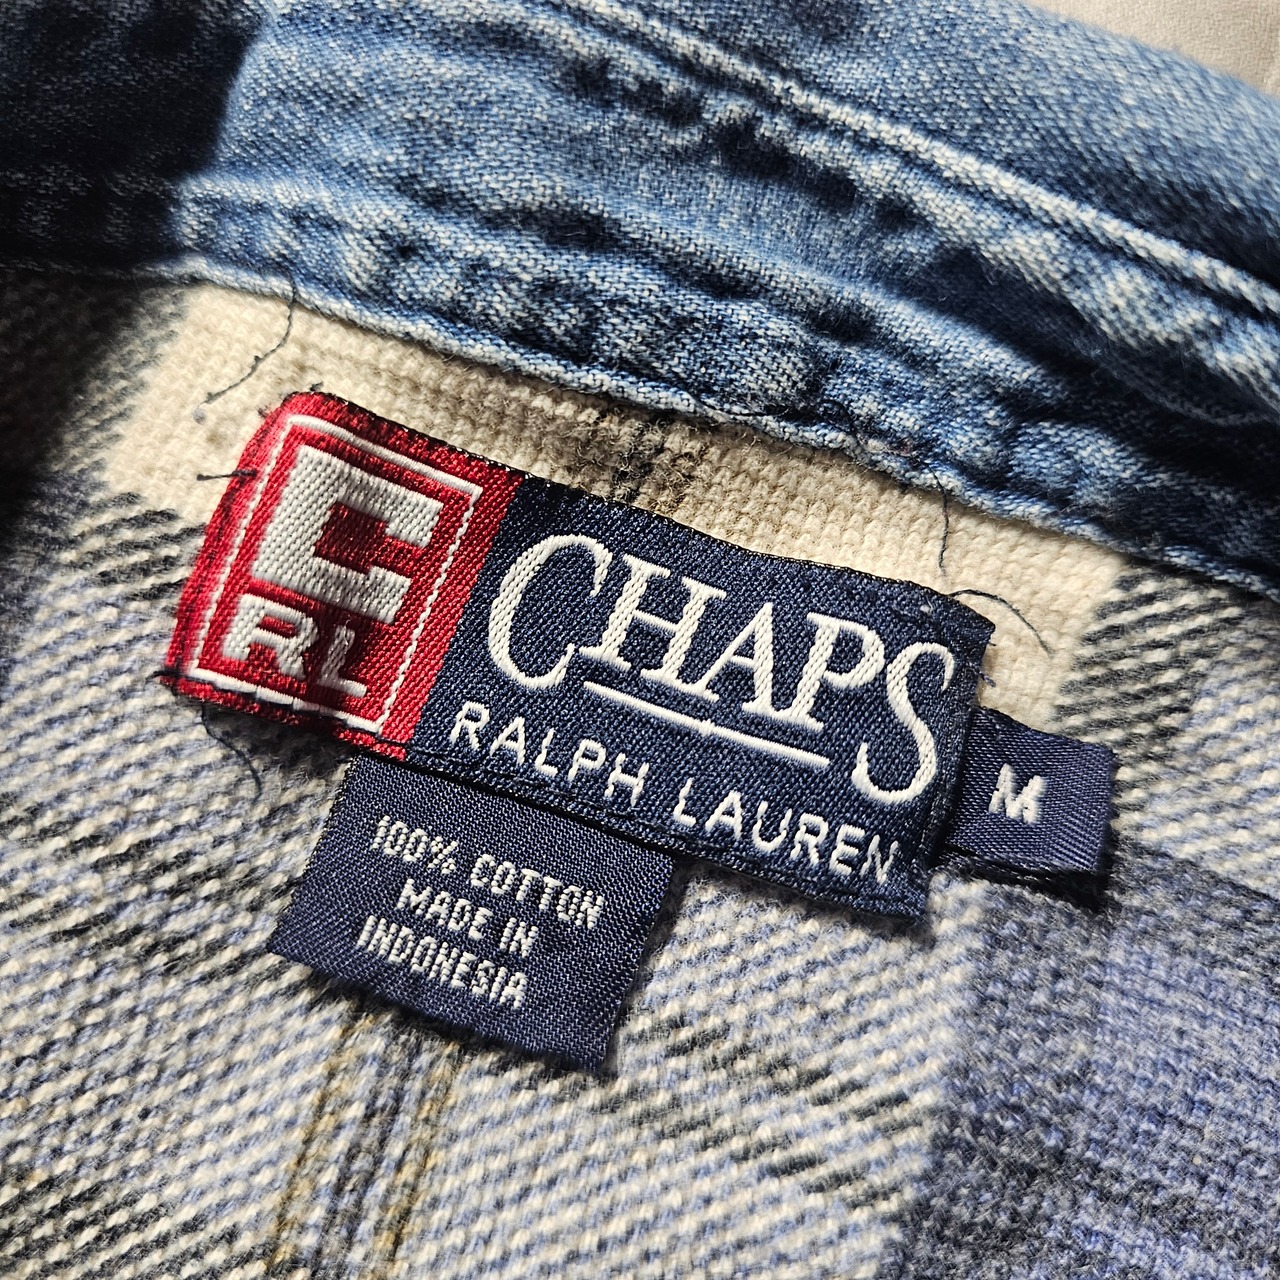 C
RL
CHAPS
RALPH LAUREN
M
100% COTTON
MADE IN
INDONESIA